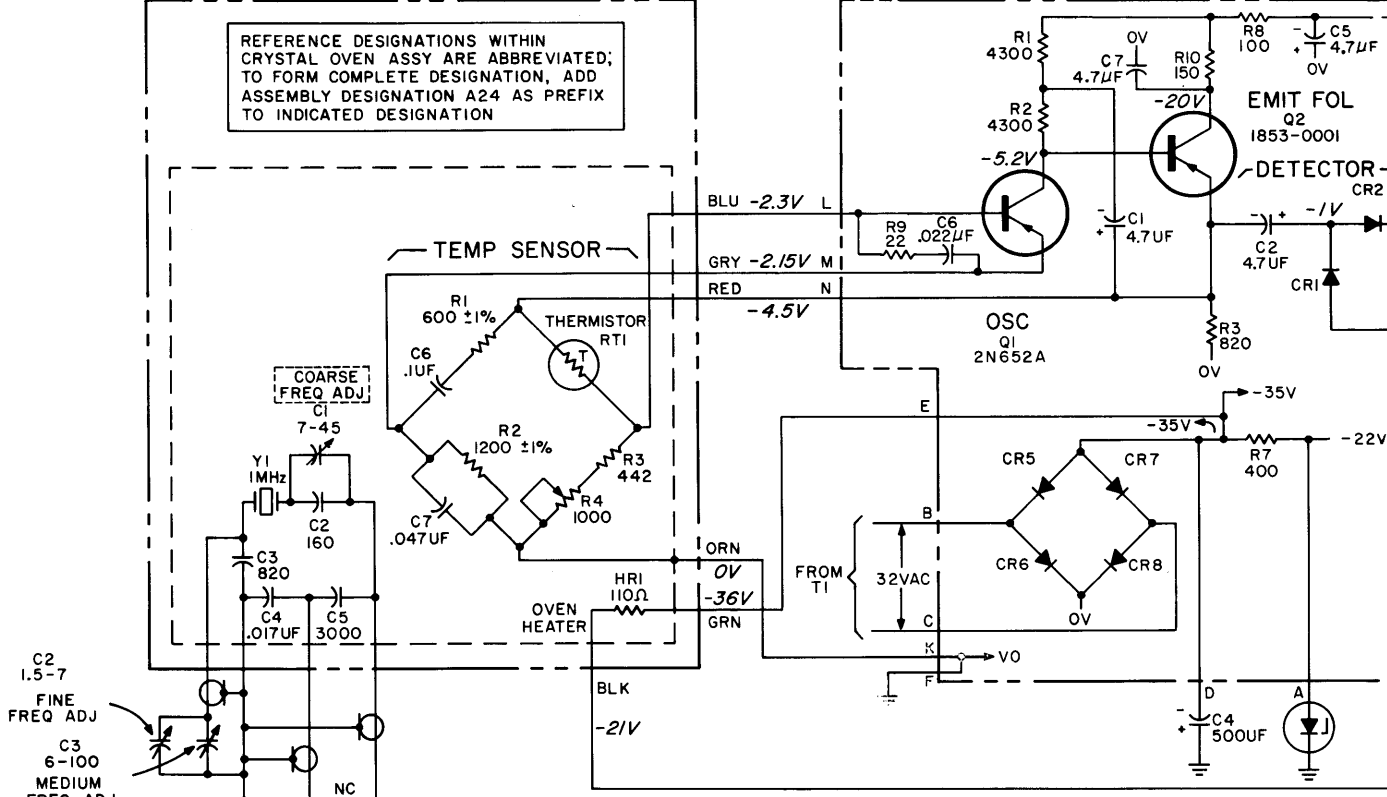 REFERENCE DESIGNATIONS WITHIN
CRYSTAL OVEN ASSY ARE ABBREVIATED;
TO FORM COMPLETE DESIGNATION, ADD
ASSEMBLY DESIGNATION A24 AS PREFIX
TO INDICATED DESIGNATION
R1
4300
R2
4300
-5.2V
0V
C7
4.7µF
R10
150
-20V
R8
100
C5
4.7µF
0V
EMIT FOL
Q2
1853-0001
DETECTOR
CR2
-1V
C2
4.7UF
CR1
C1
4.7UF
BLU -2.3V L
R9
22
C6
.022µF
GRY -2.15V M
RED
-4.5V
N
OSC
Q1
2N652A
R3
820
0V
TEMP SENSOR
R1
600 ±1%
THERMISTOR
RT1
T
C6
.1UF
COARSE
FREQ ADJ
C1
7-45
R2
1200 ±1%
R3
442
R4
1000
C7
.047UF
Y1
1MHz
C2
160
C3
820
C4
.017UF
C5
3000
HR1
110Ω
OVEN
HEATER
ORN
0V
-36V
GRN
BLK
-21V
E
-35V
-35V
R7
400
-22V
CR5
CR7
CR6
CR8
B
FROM
T1
32VAC
0V
C
K
VO
F
D
C4
500UF
A
C2
1.5-7
FINE
FREQ ADJ
C3
6-100
MEDIUM
FREQ ADJ
NC